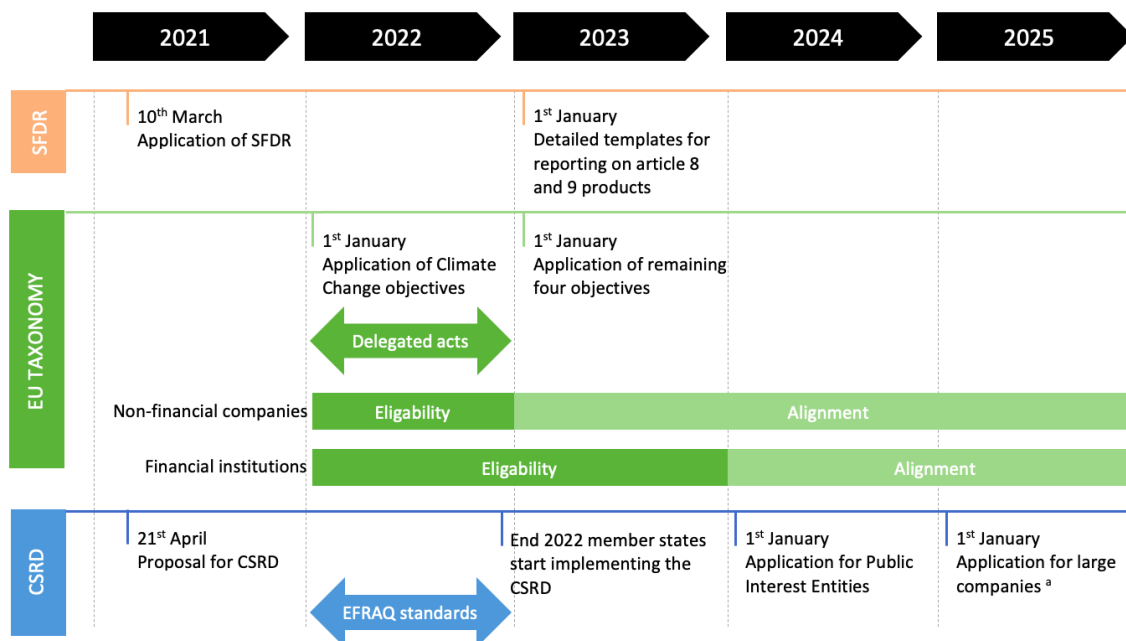 2021
2022
2023
2024
2025
SFDR
10th March
Application of SFDR
1st January
Detailed templates for
reporting on article 8
and 9 products
EU TAXONOMY
1st January
Application of Climate
Change objectives
1st January
Application of remaining
four objectives
Delegated acts
Non-financial companies
Eligability
Alignment
Financial institutions
Eligability
Alignment
CSRD
21st April
Proposal for CSRD
End 2022 member states
start implementing the
CSRD
1st January
Application for Public
Interest Entities
1st January
Application for large
companies a
EFRAQ standards